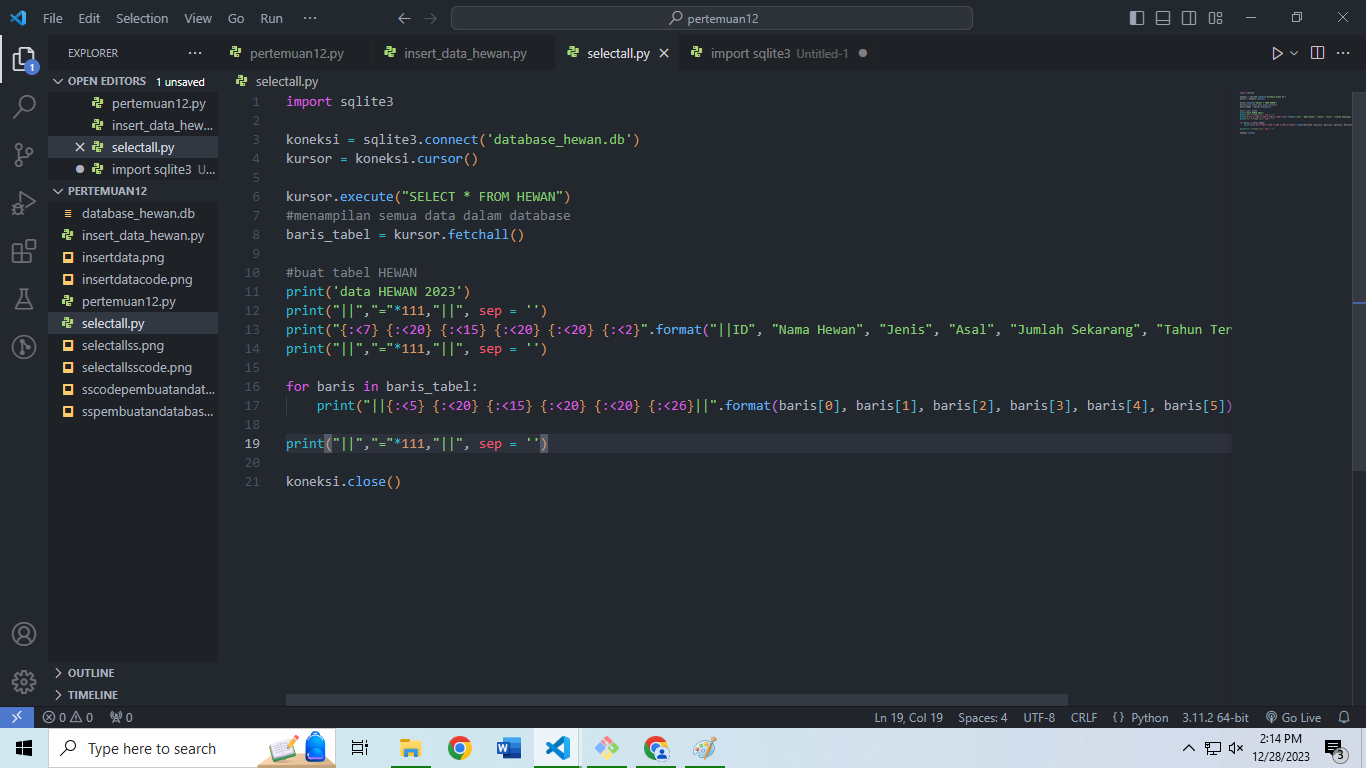 File Edit Selection View Go Run ··· pertemuan12
EXPLORER ···
OPEN EDITORS 1 unsaved
pertemuan12.py
insert_data_hew...
selectall.py
import sqlite3 U...
PERTEMUAN12
database_hewan.db
insert_data_hewan.py
insertdata.png
insertdatacode.png
pertemuan12.py
selectall.py
selectallss.png
selectallsscode.png
sscodepembuatandat...
sspembuatandatabas...
OUTLINE
TIMELINE
1
pertemuan12.py insert_data_hewan.py selectall.py import sqlite3 Untitled-1
selectall.py
1 import sqlite3
2
3 koneksi = sqlite3.connect('database_hewan.db')
4 kursor = koneksi.cursor()
5
6 kursor.execute("SELECT * FROM HEWAN")
7 #menampilan semua data dalam database
8 baris_tabel = kursor.fetchall()
9
10 #buat tabel HEWAN
11 print('data HEWAN 2023')
12 print("||","="*111,"||", sep = '')
13 print("{:<7} {:<20} {:<15} {:<20} {:<20} {:<2}".format("||ID", "Nama Hewan", "Jenis", "Asal", "Jumlah Sekarang", "Tahun Ter
14 print("||","="*111,"||", sep = '')
15
16 for baris in baris_tabel:
17 print("||{:<5} {:<20} {:<15} {:<20} {:<20} {:<26}||".format(baris[0], baris[1], baris[2], baris[3], baris[4], baris[5])
18
19 print("||","="*111,"||", sep = '')
20
21 koneksi.close()
0 0 0 Ln 19, Col 19 Spaces: 4 UTF-8 CRLF { } Python 3.11.2 64-bit Go Live
Type here to search
2:14 PM
12/28/2023
3